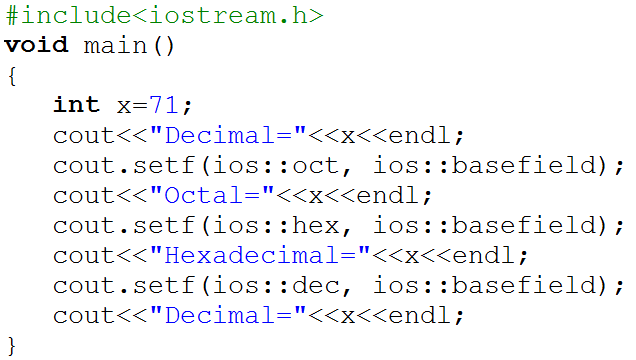 #include<iostream.h>
void main()
{
int x=71;
cout<<"Decimal="<<x<<endl;
cout.setf(ios::oct, ios::basefield);
cout<<"Octal="<<x<<endl;
cout.setf(ios::hex, ios::basefield);
cout<<"Hexadecimal="<<x<<endl;
cout.setf(ios::dec, ios::basefield);
cout<<"Decimal="<<x<<endl;
}